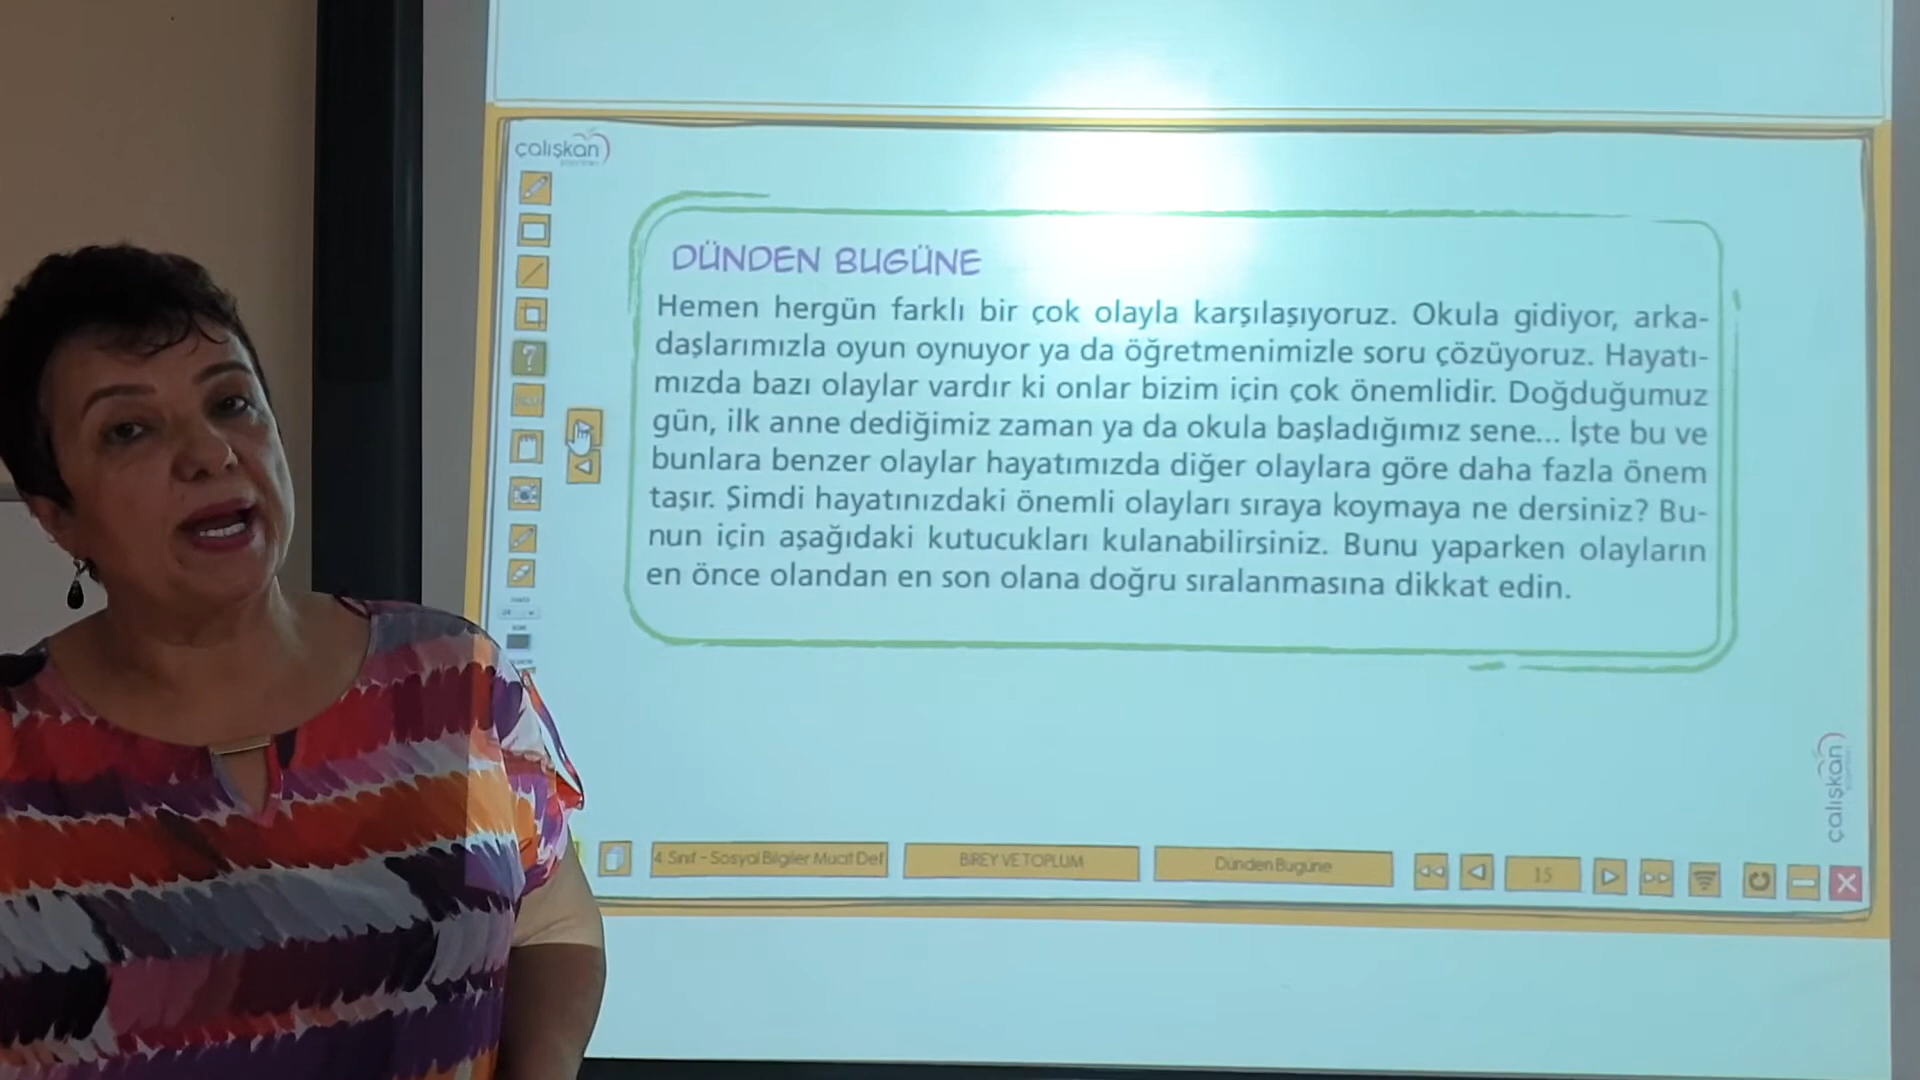 çalışkan
DÜNDEN BUGÜNE
Hemen hergün farklı bir çok olayla karşılaşıyoruz. Okula gidiyor, arka-
daşlarımızla oyun oynuyor ya da öğretmenimizle soru çözüyoruz. Hayatı-
mızda bazı olaylar vardır ki onlar bizim için çok önemlidir. Doğduğumuz
gün, ilk anne dediğimiz zaman ya da okula başladığımız sene... İşte bu ve
bunlara benzer olaylar hayatımızda diğer olaylara göre daha fazla önem
taşır. Şimdi hayatınızdaki önemli olayları sıraya koymaya ne dersiniz? Bu-
nun için aşağıdaki kutucukları kulanabilirsiniz. Bunu yaparken olayların
en önce olandan en son olana doğru sıralanmasına dikkat edin.
çalışkan
4. Sınıf - Sosyal Bilgiler Mucit Def
BİREY VE TOPLUM
Dünden Bugüne
15